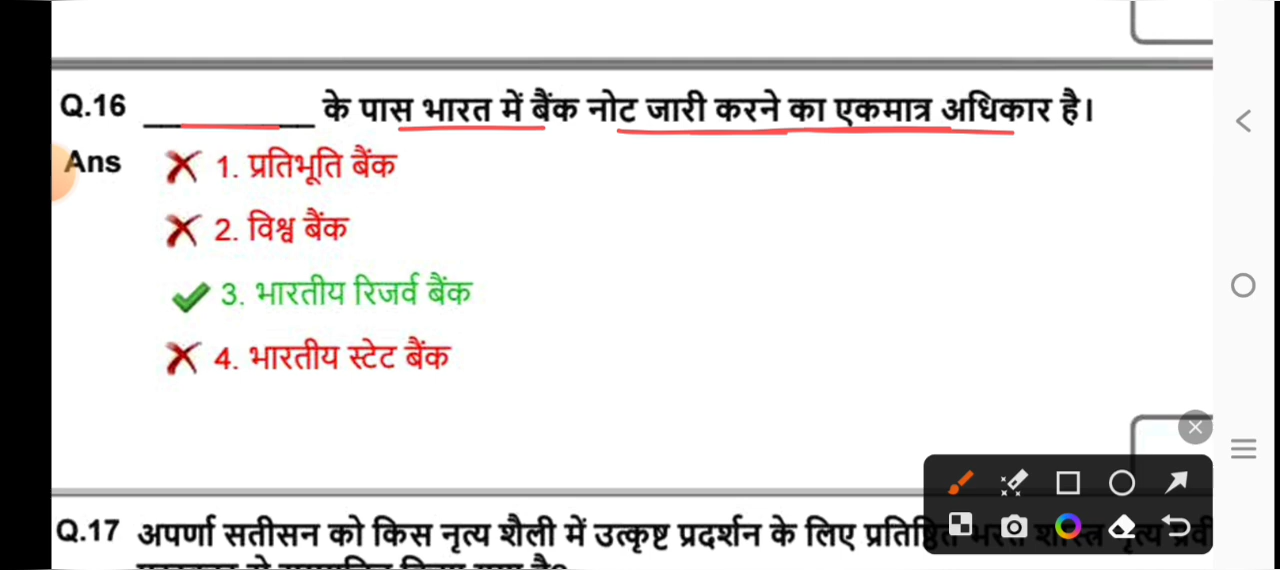 Q.16 ________ के पास भारत में बैंक नोट जारी करने का एकमात्र अधिकार है।
Ans 1. प्रतिभूति बैंक
2. विश्व बैंक
3. भारतीय रिजर्व बैंक
4. भारतीय स्टेट बैंक
Q.17 अपर्णा सतीसन को किस नृत्य शैली में उत्कृष्ट प्रदर्शन के लिए